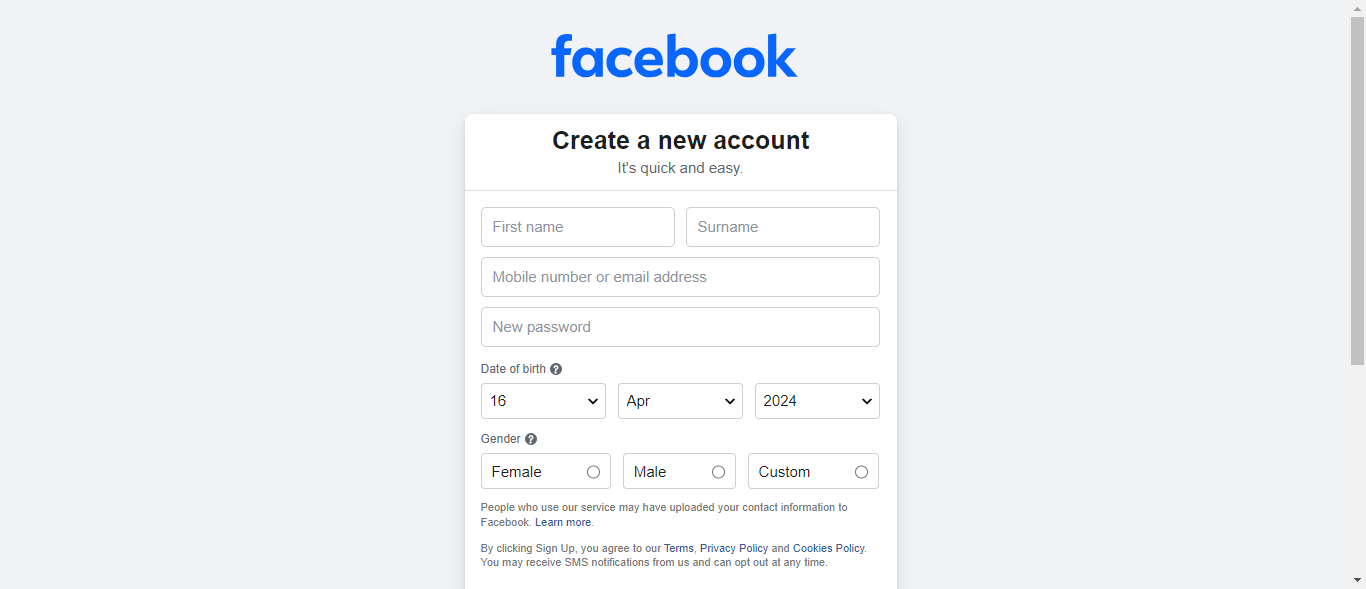 facebook
Create a new account
It's quick and easy.
First name Surname
Mobile number or email address
New password
Date of birth ?
16 Apr 2024
Gender ?
Female Male Custom
People who use our service may have uploaded your contact information to
Facebook. Learn more.
By clicking Sign Up, you agree to our Terms, Privacy Policy and Cookies Policy.
You may receive SMS notifications from us and can opt out at any time.